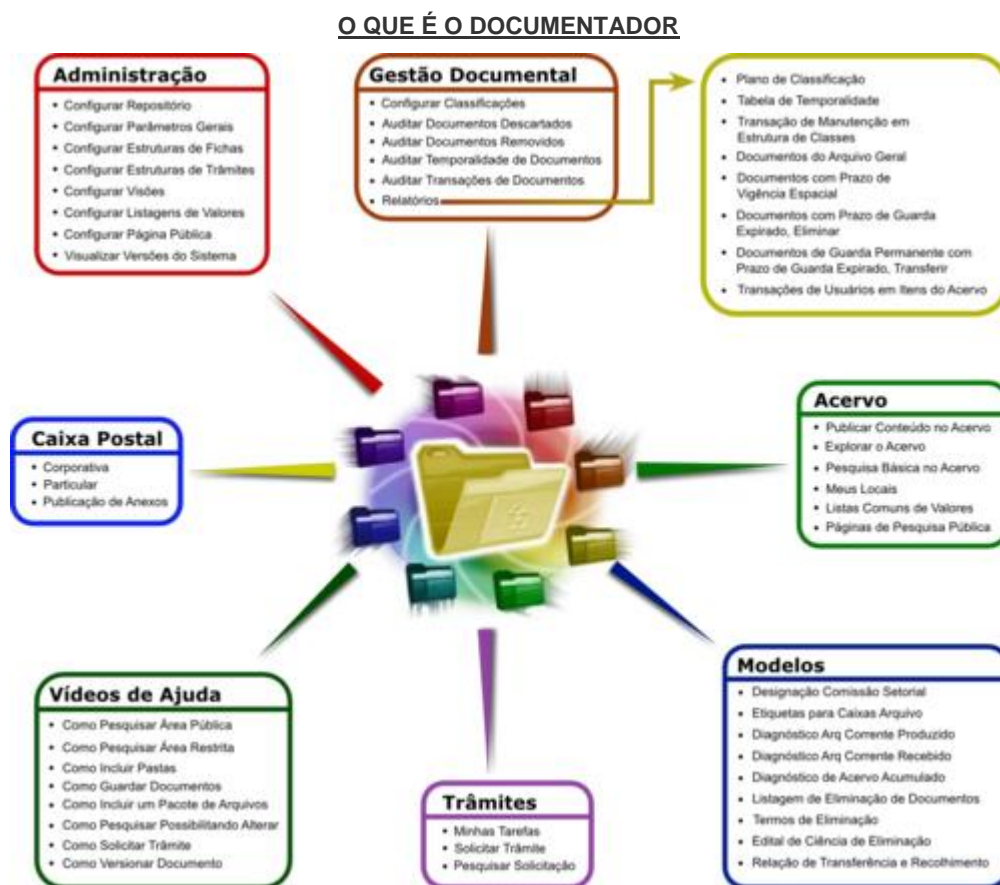 O QUE É O DOCUMENTADOR
Administração
• Configurar Repositório
• Configurar Parâmetros Gerais
• Configurar Estruturas de Fichas
• Configurar Estruturas de Trâmites
• Configurar Visões
• Configurar Listagens de Valores
• Configurar Página Pública
• Visualizar Versões do Sistema
Gestão Documental
• Configurar Classificações
• Auditar Documentos Descartados
• Auditar Documentos Removidos
• Auditar Temporalidade de Documentos
• Auditar Transações de Documentos
• Relatórios
• Plano de Classificação
• Tabela de Temporalidade
• Transação de Manutenção em
Estrutura de Classes
• Documentos do Arquivo Geral
• Documentos com Prazo de
Vigência Espacial
• Documentos com Prazo de Guarda
Expirado, Eliminar
• Documentos de Guarda Permanente com
Prazo de Guarda Expirado, Transferir
• Transações de Usuários em Itens do Acervo
Caixa Postal
• Corporativa
• Particular
• Publicação de Anexos
Acervo
• Publicar Conteúdo no Acervo
• Explorar o Acervo
• Pesquisa Básica no Acervo
• Meus Locais
• Listas Comuns de Valores
• Páginas de Pesquisa Pública
Vídeos de Ajuda
• Como Pesquisar Área Pública
• Como Pesquisar Área Restrita
• Como Incluir Pastas
• Como Guardar Documentos
• Como Incluir um Pacote de Arquivos
• Como Pesquisar Possibilitando Alterar
• Como Solicitar Trâmite
• Como Versionar Documento
Trâmites
• Minhas Tarefas
• Solicitar Trâmite
• Pesquisar Solicitação
Modelos
• Designação Comissão Setorial
• Etiquetas para Caixas Arquivo
• Diagnóstico Arq Corrente Produzido
• Diagnóstico Arq Corrente Recebido
• Diagnóstico de Acervo Acumulado
• Listagem de Eliminação de Documentos
• Termos de Eliminação
• Edital de Ciência de Eliminação
• Relação de Transferência e Recolhimento